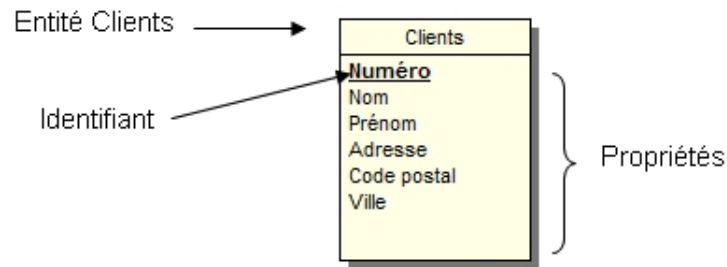 Entité Clients
Clients
Numéro
Identifiant
Nom
Prénom
Adresse
Propriétés
Code postal
Ville